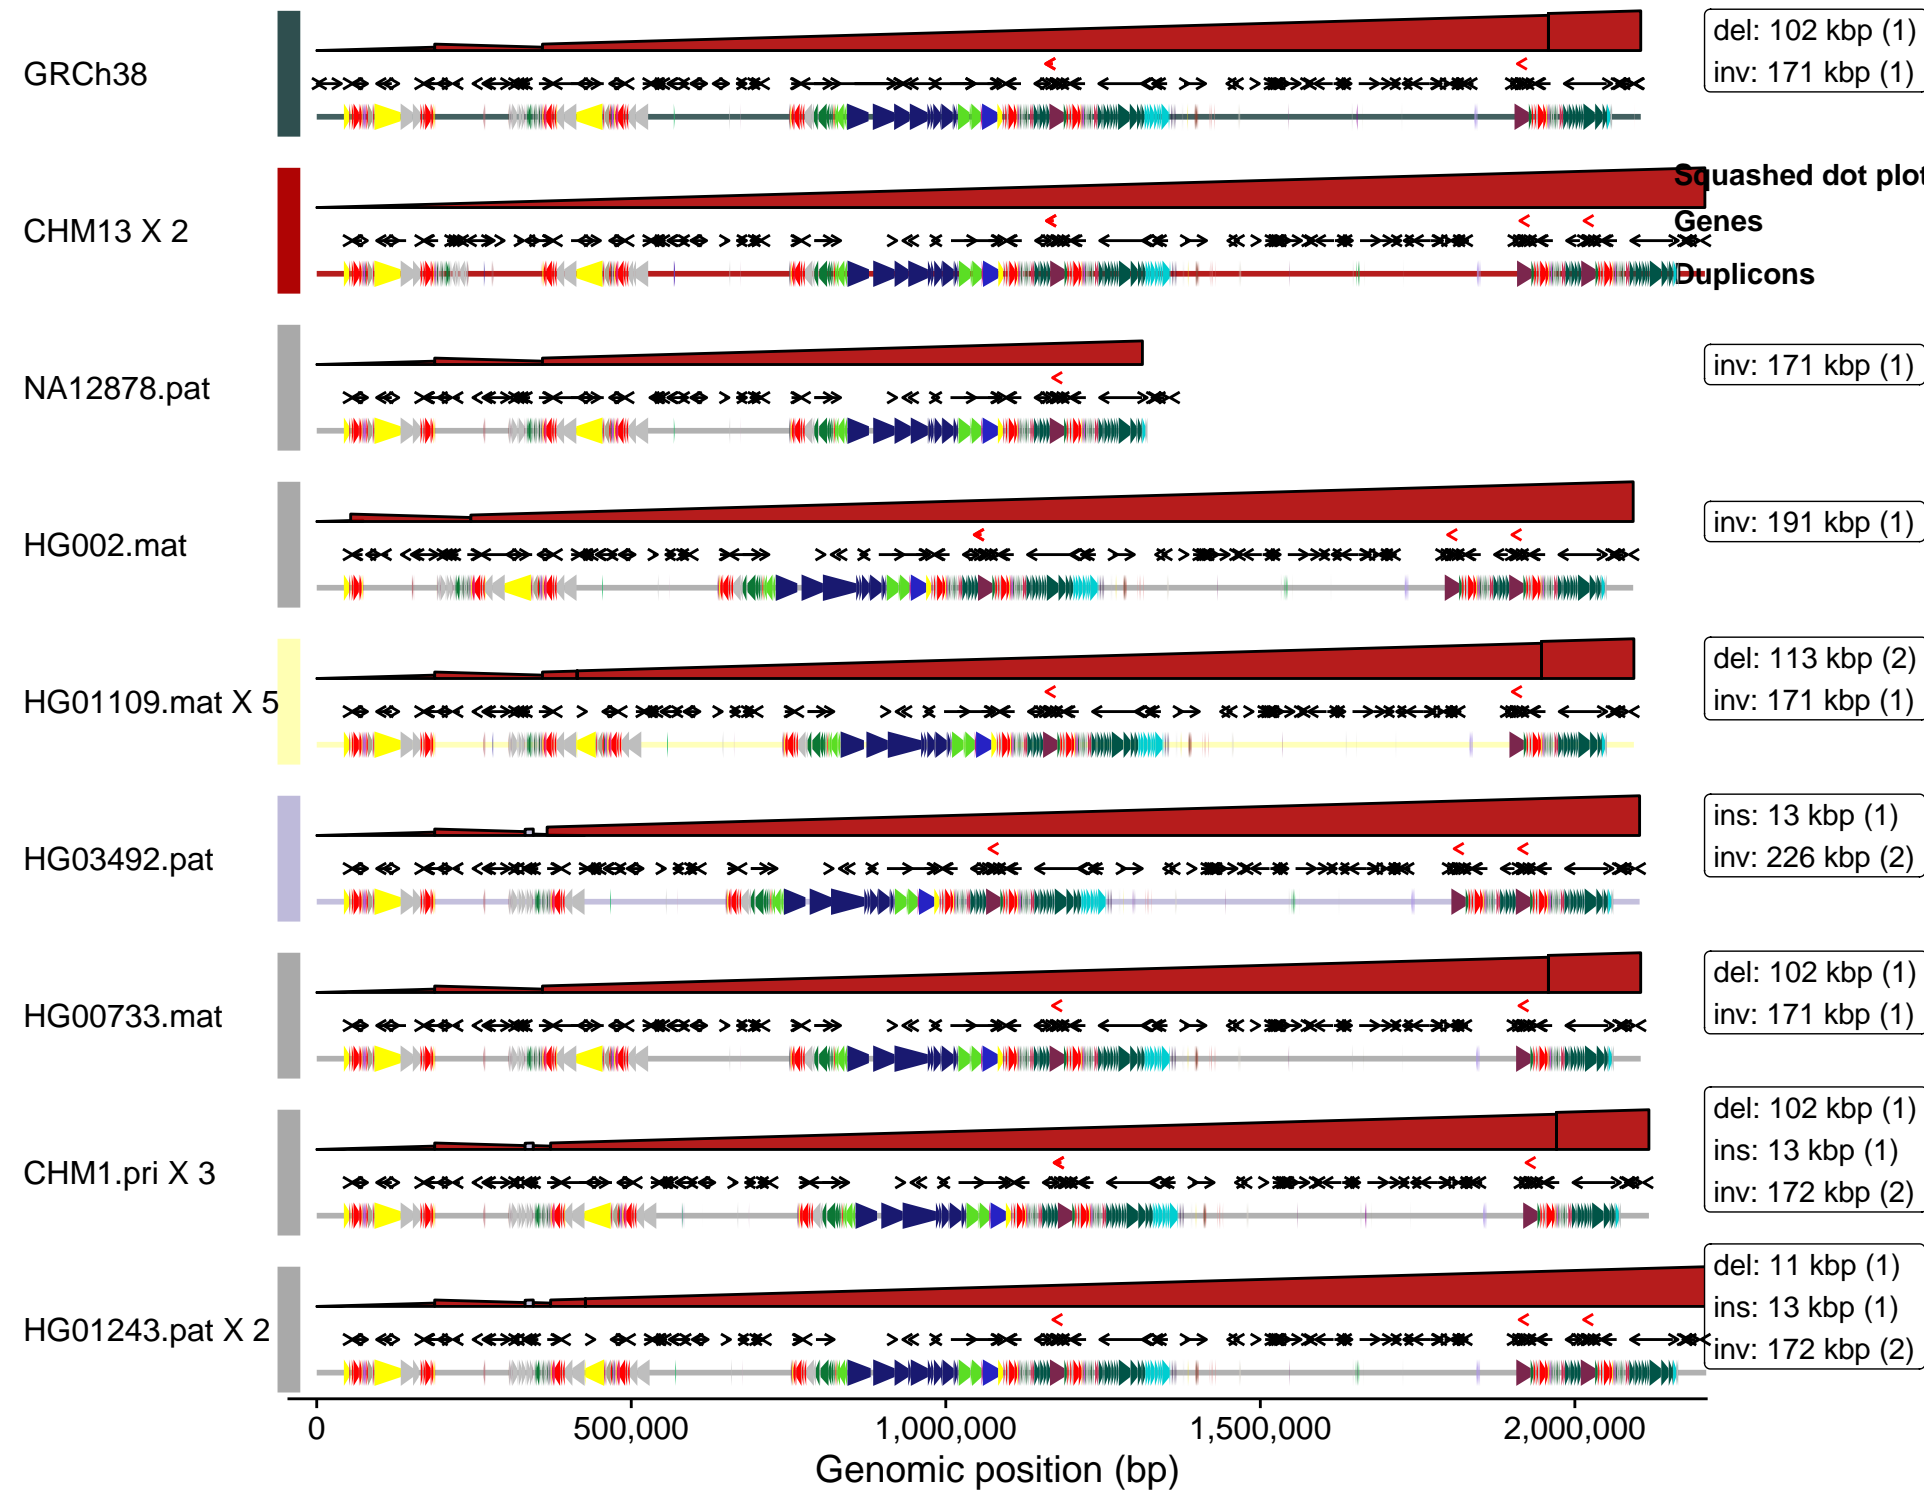 GRCh38
del: 102 kbp (1)
inv: 171 kbp (1)
CHM13 X 2
Squashed dot plot
Genes
Duplicons
NA12878.pat
inv: 171 kbp (1)
HG002.mat
inv: 191 kbp (1)
HG01109.mat X 5
del: 113 kbp (2)
inv: 171 kbp (1)
HG03492.pat
ins: 13 kbp (1)
inv: 226 kbp (2)
HG00733.mat
del: 102 kbp (1)
inv: 171 kbp (1)
CHM1.pri X 3
del: 102 kbp (1)
ins: 13 kbp (1)
inv: 172 kbp (2)
HG01243.pat X 2
del: 11 kbp (1)
ins: 13 kbp (1)
inv: 172 kbp (2)
0 500,000 1,000,000 1,500,000 2,000,000
Genomic position (bp)